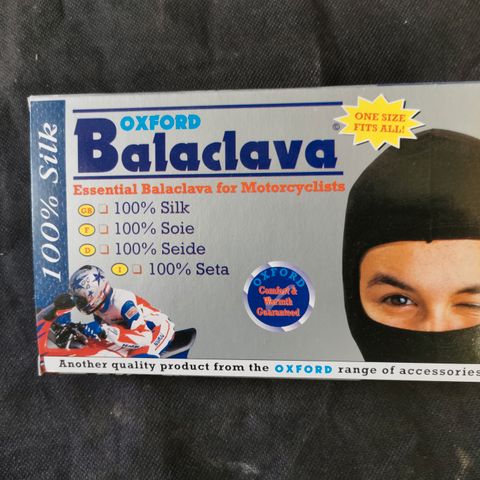 100% Silk
OXFORD
Balaclava
ONE SIZE
FITS ALL!
Essential Balaclava for Motorcyclists
GB 100% Silk
F 100% Soie
D 100% Seide
I 100% Seta
OXFORD
Comfort &
Warmth
Guaranteed
Another quality product from the OXFORD range of accessories